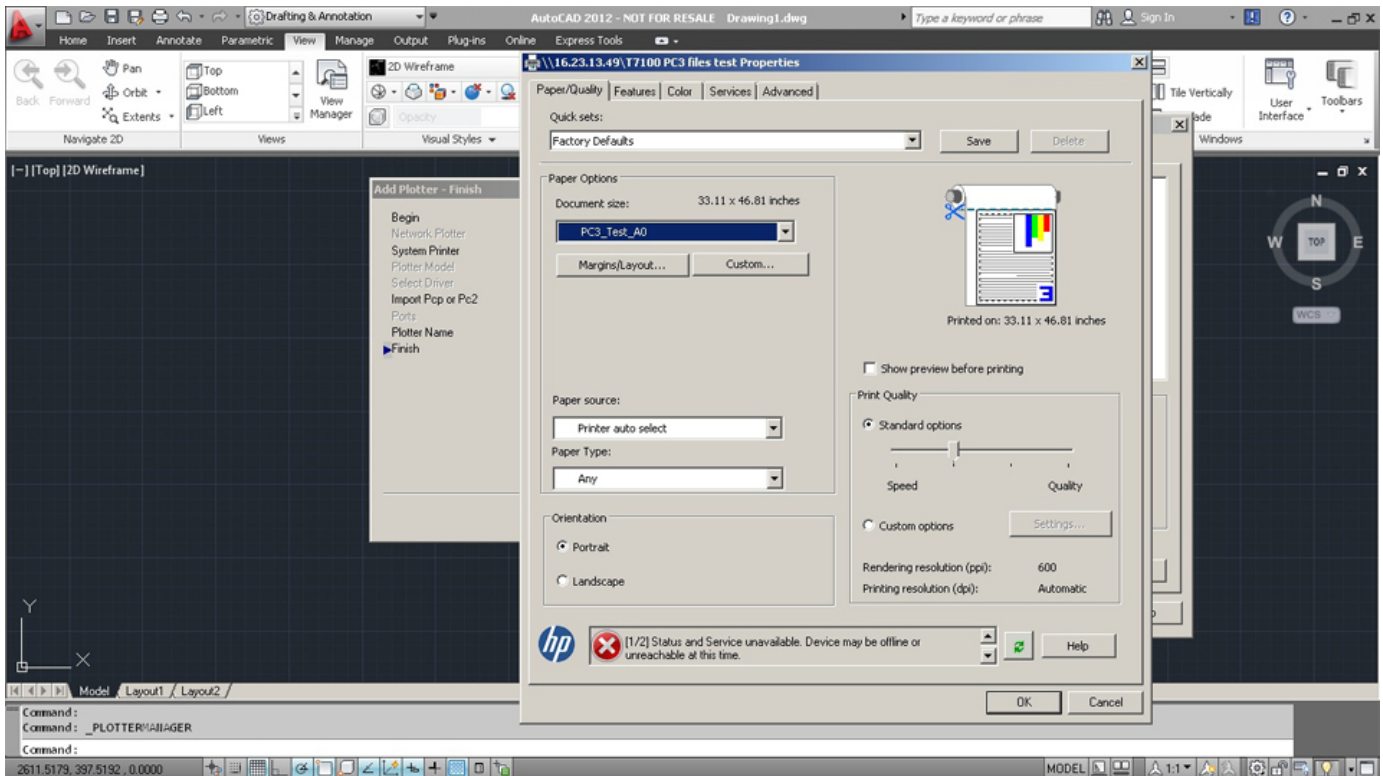 Drafting & Annotation
AutoCAD 2012 - NOT FOR RESALE Drawing1.dwg
Type a keyword or phrase
Sign In
Home Insert Annotate Parametric View Manage Output Plug-ins Online Express Tools
Back Forward
Pan
Orbit
Extents
Navigate 2D
Top
Bottom
Left
View
Manager
Views
2D Wireframe
Opacity
Visual Styles
Tile Vertically
User
Interface
Toolbars
Windows
[−] [Top] [2D Wireframe]
Add Plotter - Finish
Begin
Network Plotter
System Printer
Plotter Model
Select Driver
Import Pcp or Pc2
Ports
Plotter Name
Finish
\\16.23.13.49\T7100 PC3 files test Properties
Paper/Quality Features Color Services Advanced
Quick sets:
Factory Defaults
Save
Delete
Paper Options
Document size: 33.11 x 46.81 inches
PC3_Test_A0
Margins/Layout...
Custom...
3
Printed on: 33.11 x 46.81 inches
Show preview before printing
Paper source:
Printer auto select
Paper Type:
Any
Print Quality
Standard options
Speed Quality
Custom options
Settings...
Rendering resolution (ppi): 600
Printing resolution (dpi): Automatic
Orientation
Portrait
Landscape
hp
[1/2] Status and Service unavailable. Device may be offline or
unreachable at this time.
Help
OK
Cancel
N
W TOP E
S
WCS
Y
X
Model Layout1 Layout2
Command:
Command: _PLOTTERMANAGER
Command:
2611.5179, 397.5192 , 0.0000
MODEL
1:1